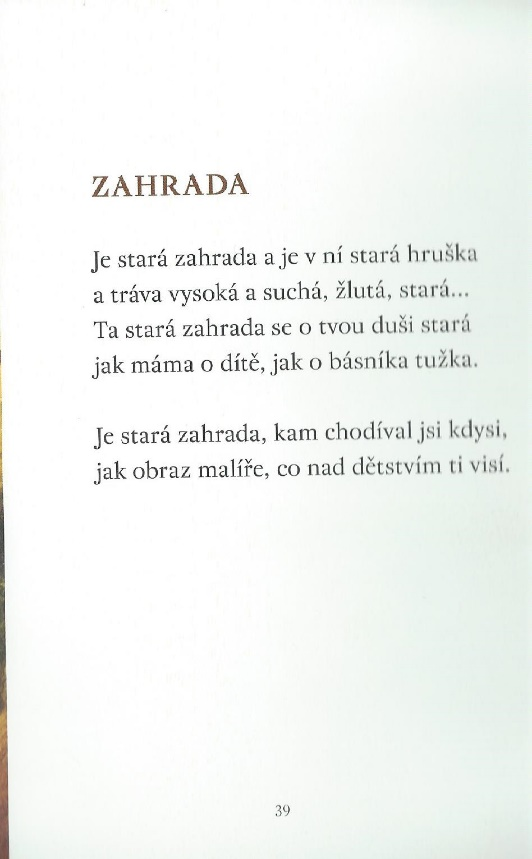 ZAHRADA
Je stará zahrada a je v ní stará hruška
a tráva vysoká a suchá, žlutá, stará...
Ta stará zahrada se o tvou duši stará
jak máma o dítě, jak o básníka tužka.
Je stará zahrada, kam chodíval jsi kdysi,
jak obraz malíře, co nad dětstvím ti visí.
39